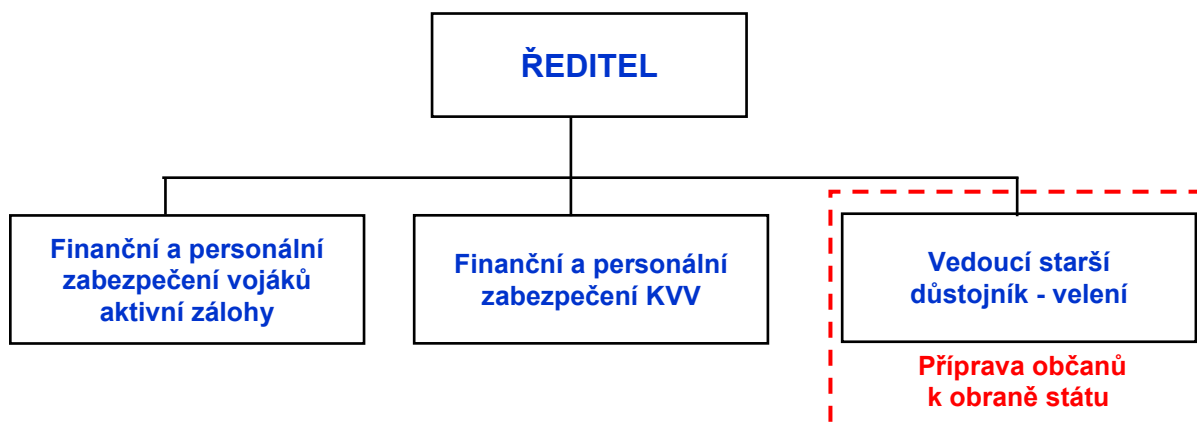 ŘEDITEL
Finanční a personální
zabezpečení vojáků
aktivní zálohy
Finanční a personální
zabezpečení KVV
Vedoucí starší
důstojník - velení
Příprava občanů
k obraně státu